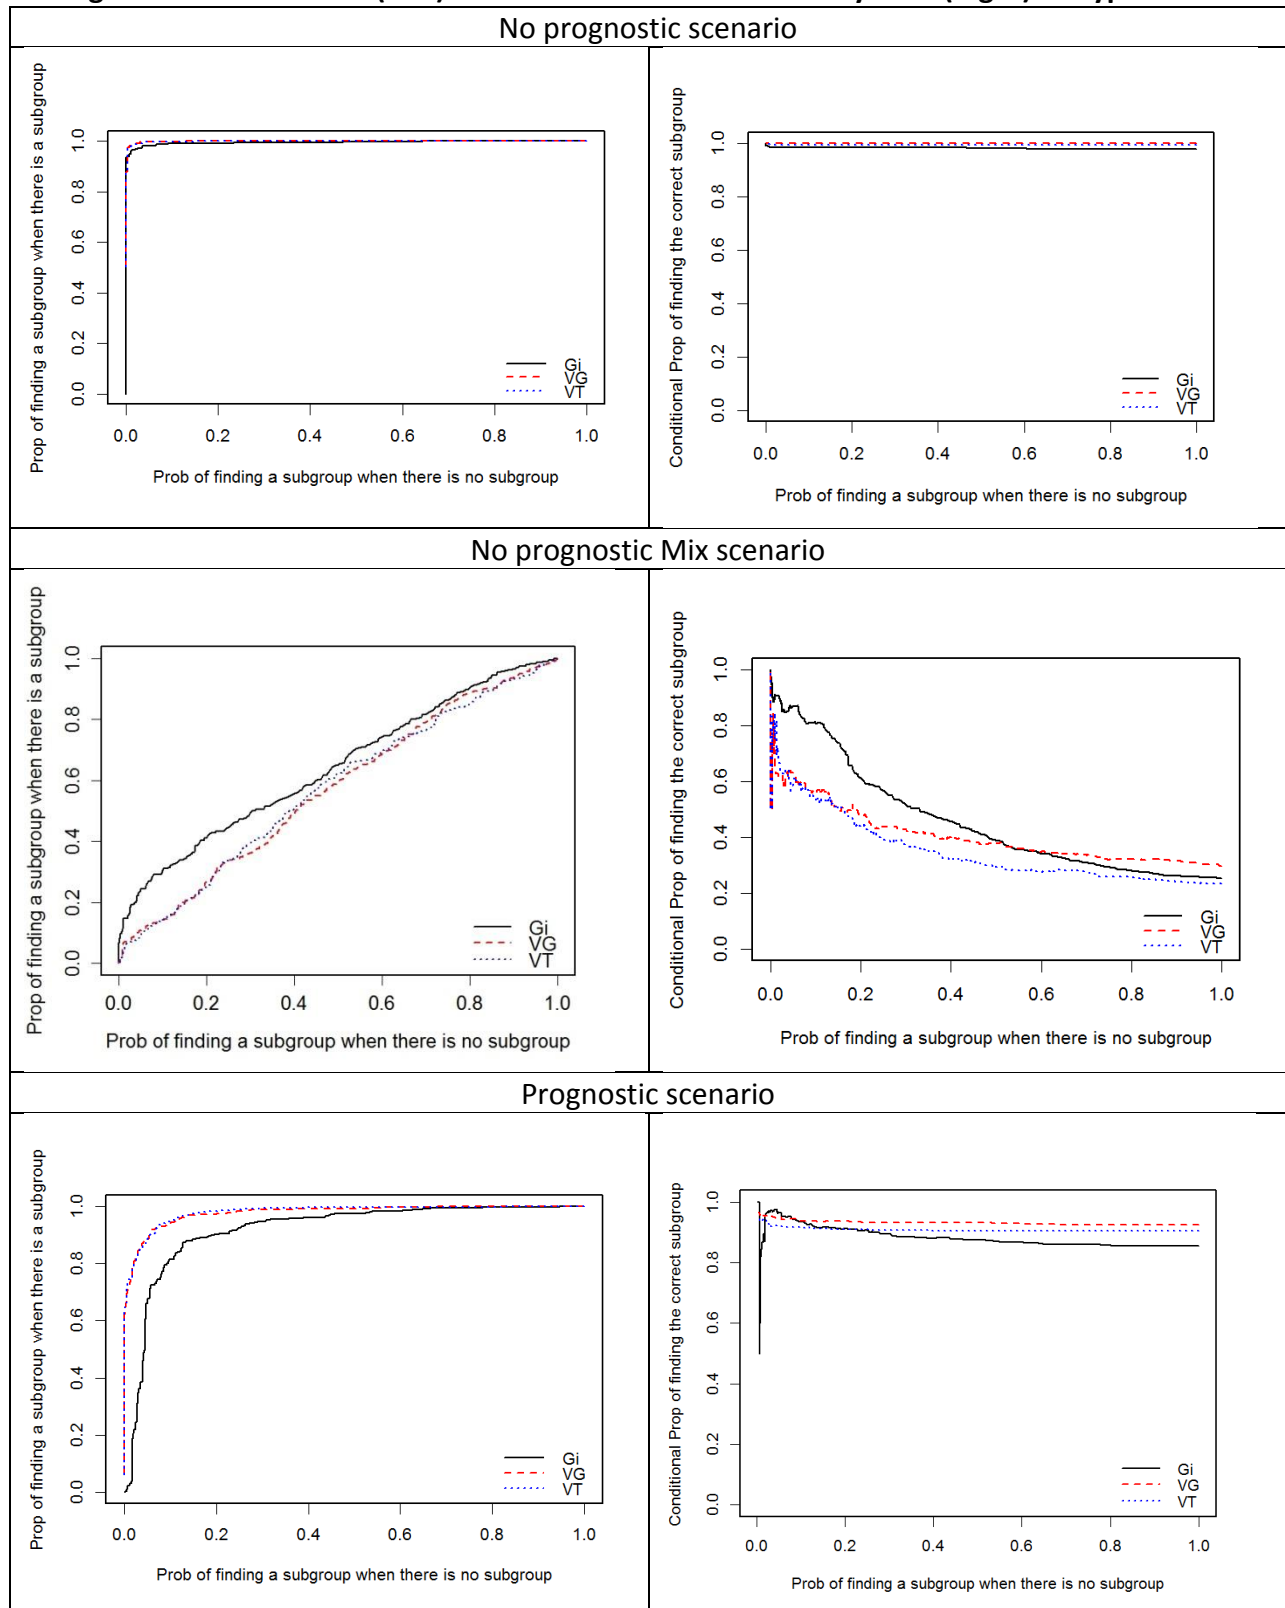 No prognostic scenario
Prop of finding a subgroup when there is a subgroup
1.0
0.8
0.6
0.4
0.2
0.0
Gi
VG
VT
0.0 0.2 0.4 0.6 0.8 1.0
Prob of finding a subgroup when there is no subgroup
Conditional Prop of finding the correct subgroup
1.0
0.8
0.6
0.4
0.2
0.0
Gi
VG
VT
0.0 0.2 0.4 0.6 0.8 1.0
Prob of finding a subgroup when there is no subgroup
No prognostic Mix scenario
Prop of finding a subgroup when there is a subgroup
1.0
0.8
0.6
0.4
0.2
0.0
Gi
VG
VT
0.0 0.2 0.4 0.6 0.8 1.0
Prob of finding a subgroup when there is no subgroup
Conditional Prop of finding the correct subgroup
1.0
0.8
0.6
0.4
0.2
0.0
Gi
VG
VT
0.0 0.2 0.4 0.6 0.8 1.0
Prob of finding a subgroup when there is no subgroup
Prognostic scenario
Prop of finding a subgroup when there is a subgroup
1.0
0.8
0.6
0.4
0.2
0.0
Gi
VG
VT
0.0 0.2 0.4 0.6 0.8 1.0
Prob of finding a subgroup when there is no subgroup
Conditional Prop of finding the correct subgroup
1.0
0.8
0.6
0.4
0.2
0.0
Gi
VG
VT
0.0 0.2 0.4 0.6 0.8 1.0
Prob of finding a subgroup when there is no subgroup